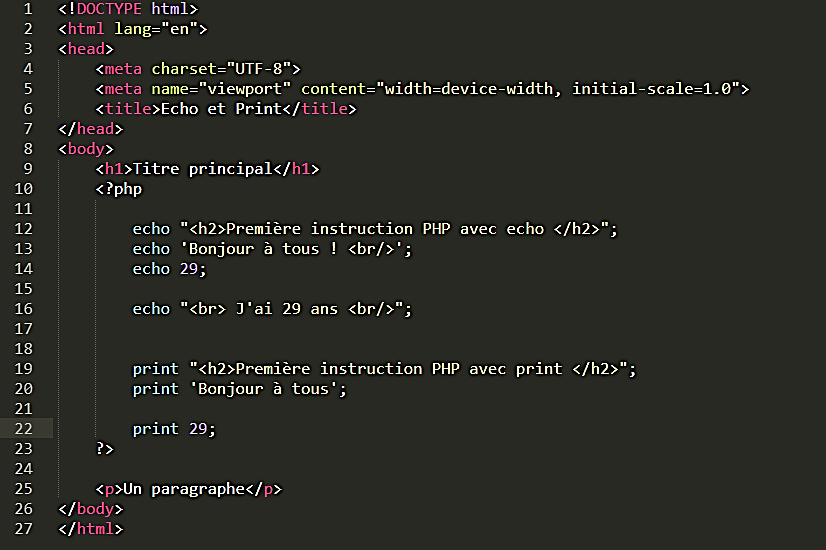 1 <!DOCTYPE html>
2 <html lang="en">
3 <head>
4 <meta charset="UTF-8">
5 <meta name="viewport" content="width=device-width, initial-scale=1.0">
6 <title>Echo et Print</title>
7 </head>
8 <body>
9 <h1>Titre principal</h1>
10 <?php
11
12 echo "<h2>Première instruction PHP avec echo </h2>";
13 echo 'Bonjour à tous ! <br/>';
14 echo 29;
15
16 echo "<br> J'ai 29 ans <br/>";
17
18
19 print "<h2>Première instruction PHP avec print </h2>";
20 print 'Bonjour à tous';
21
22 print 29;
23 ?>
24
25 <p>Un paragraphe</p>
26 </body>
27 </html>